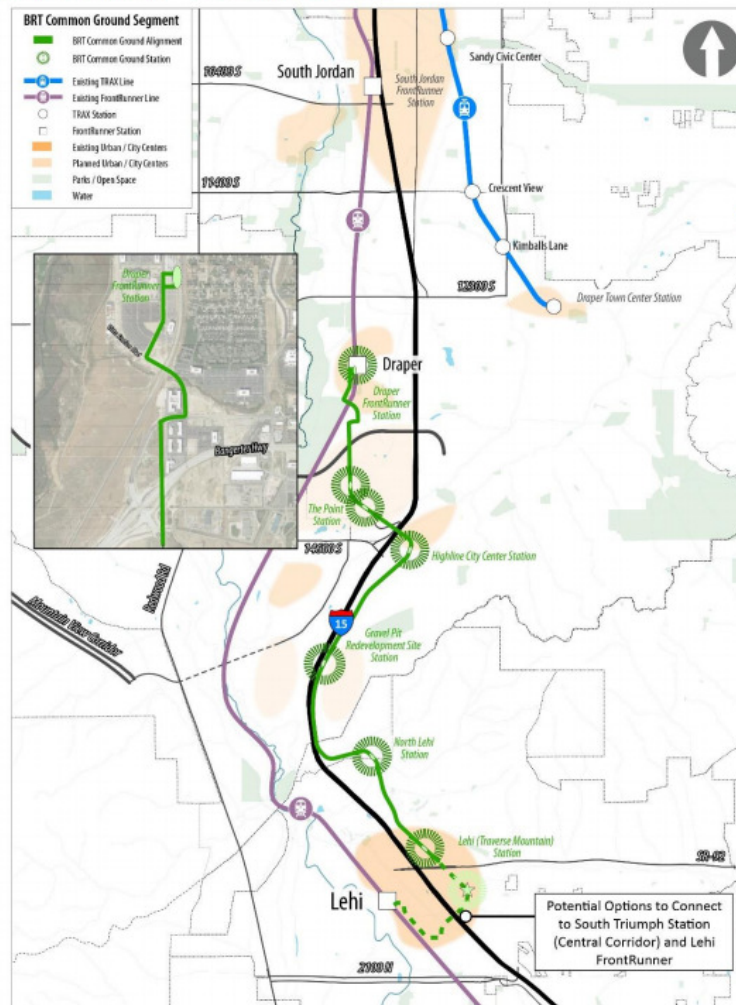 BRT Common Ground Segment
BRT Common Ground Alignment
BRT Common Ground Station
Existing TRAX Line
Existing FrontRunner Line
TRAX Station
FrontRunner Station
Existing Urban / City Centers
Planned Urban / City Centers
Parks / Open Space
Water
Sandy Civic Center
South Jordan
South Jordan
FrontRunner
Station
11400 S
Crescent View
Kimballs Lane
12300 S
Draper Town Center Station
Draper
FrontRunner
Station
Bangerter Hwy
Draper
Draper
FrontRunner
Station
The Point
Station
14600 S
Highline City Center Station
Redwood Rd
Mountain View Corridor
15
Gravel Pit
Redevelopment Site
Station
North Lehi
Station
Lehi (Traverse Mountain)
Station
SR-92
Lehi
Potential Options to Connect
to South Triumph Station
(Central Corridor) and Lehi
FrontRunner
2100 N